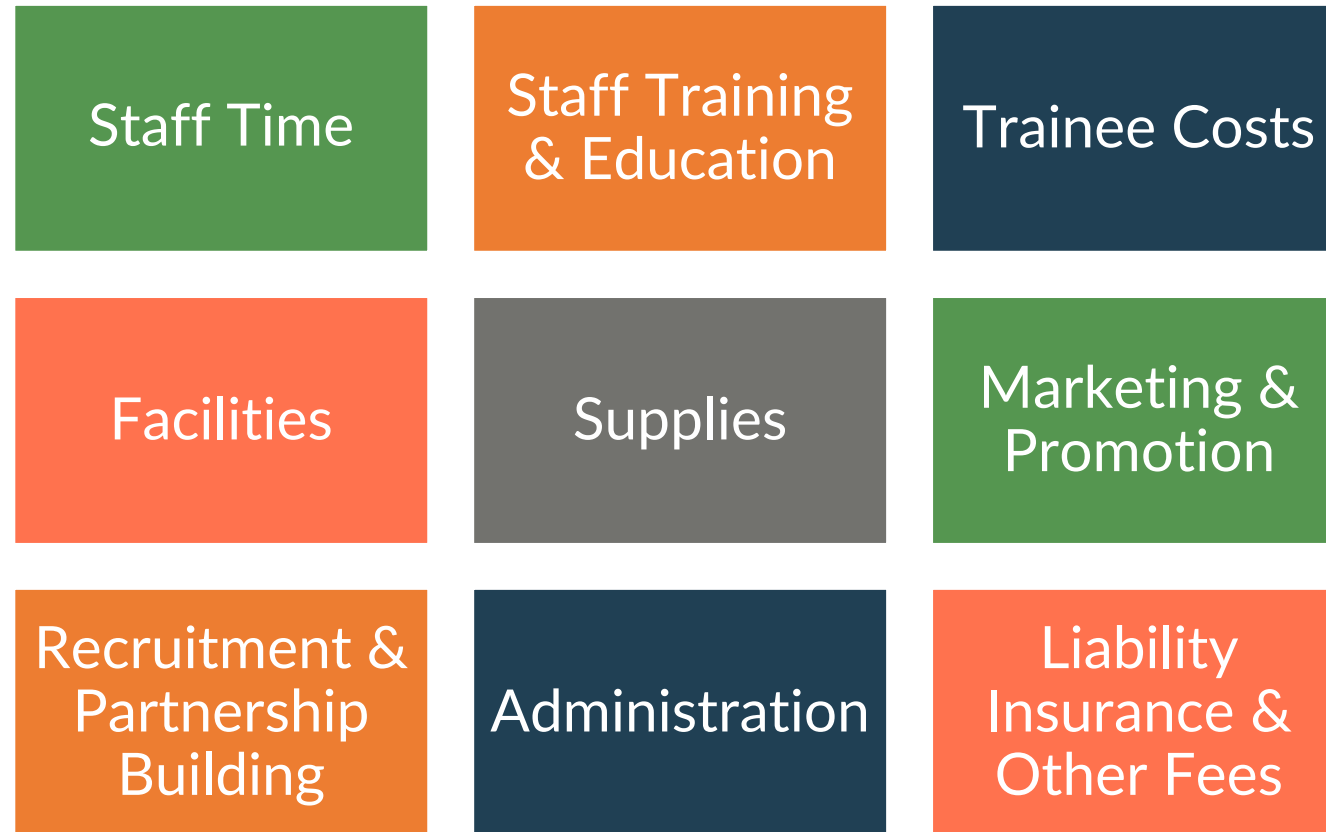 Staff Time
Staff Training
& Education
Trainee Costs
Facilities
Supplies
Marketing &
Promotion
Recruitment &
Partnership
Building
Administration
Liability
Insurance &
Other Fees